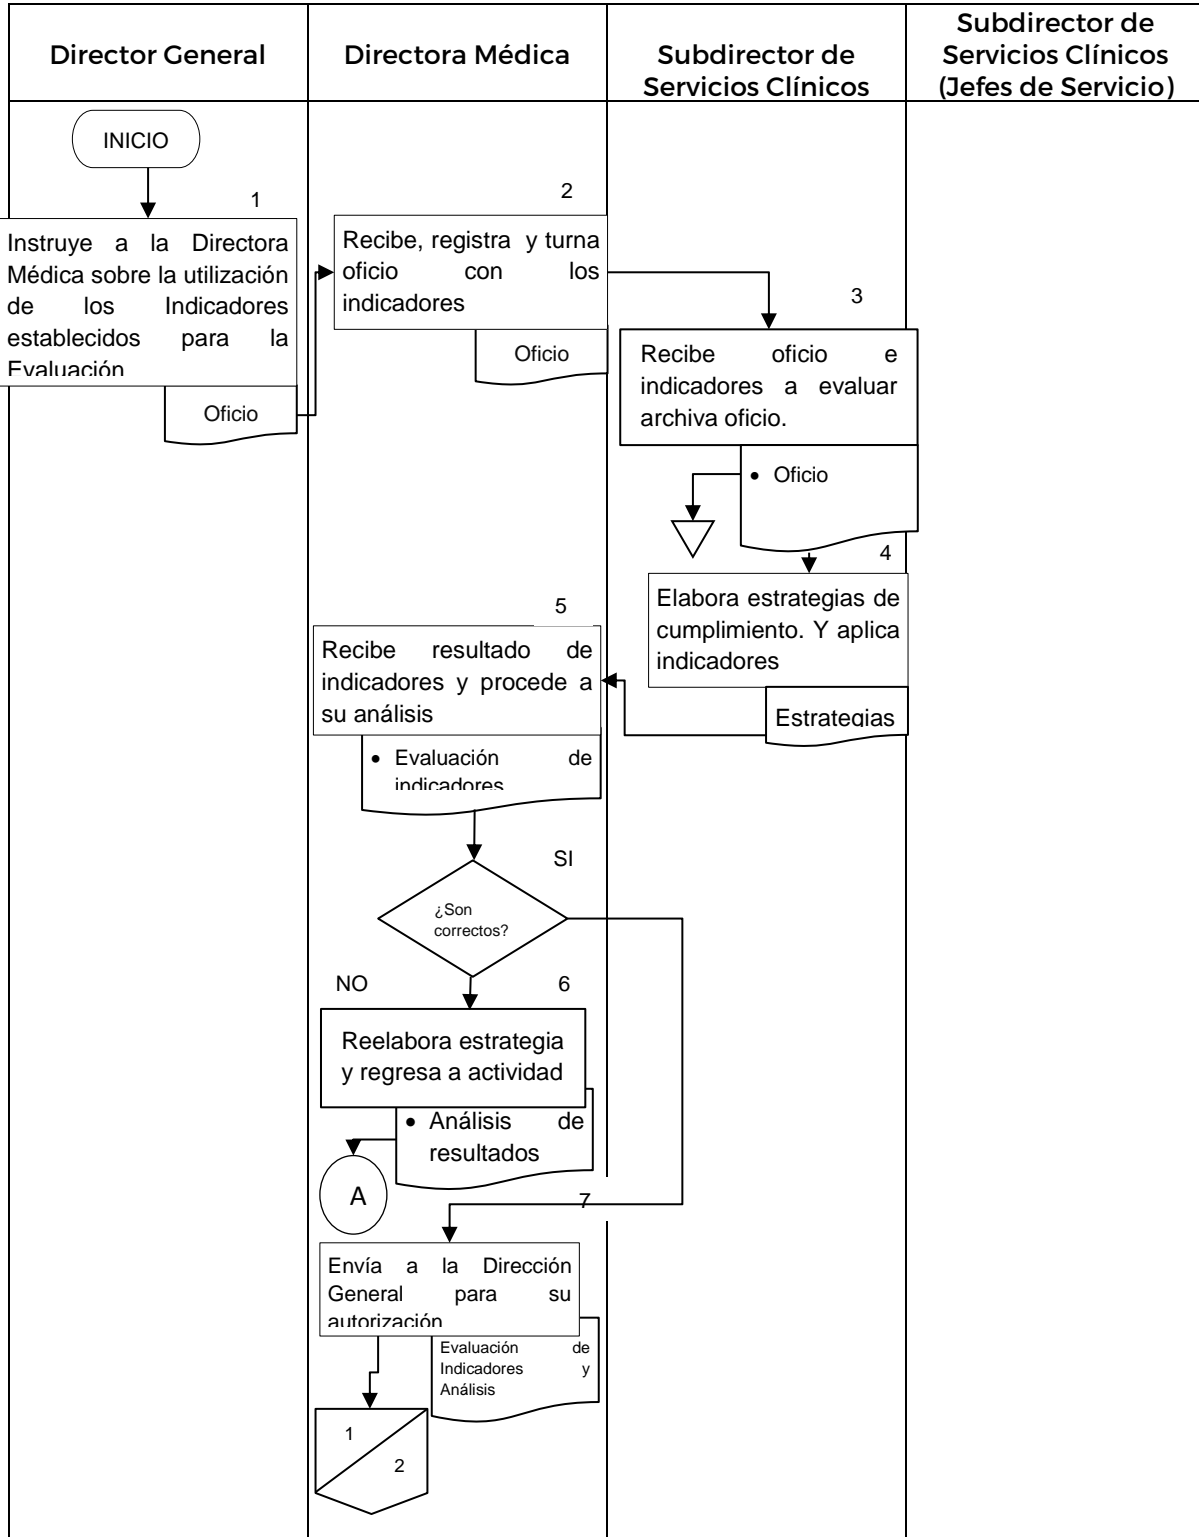 Director General
Directora Médica
Subdirector de
Servicios Clínicos
Subdirector de
Servicios Clínicos
(Jefes de Servicio)
INICIO
1
Instruye a la Directora
Médica sobre la utilización
de los Indicadores
establecidos para la
Evaluación
Oficio
2
Recibe, registra y turna
oficio con los
indicadores
Oficio
3
Recibe oficio e
indicadores a evaluar
archiva oficio.
• Oficio
4
Elabora estrategias de
cumplimiento. Y aplica
indicadores
Estrategias
5
Recibe resultado de
indicadores y procede a
su análisis
• Evaluación de
indicadores
¿Son
correctos?
SI
NO
6
Reelabora estrategia
y regresa a actividad
• Análisis de
resultados
A
7
Envía a la Dirección
General para su
autorización
Evaluación de
Indicadores y
Análisis
1
2